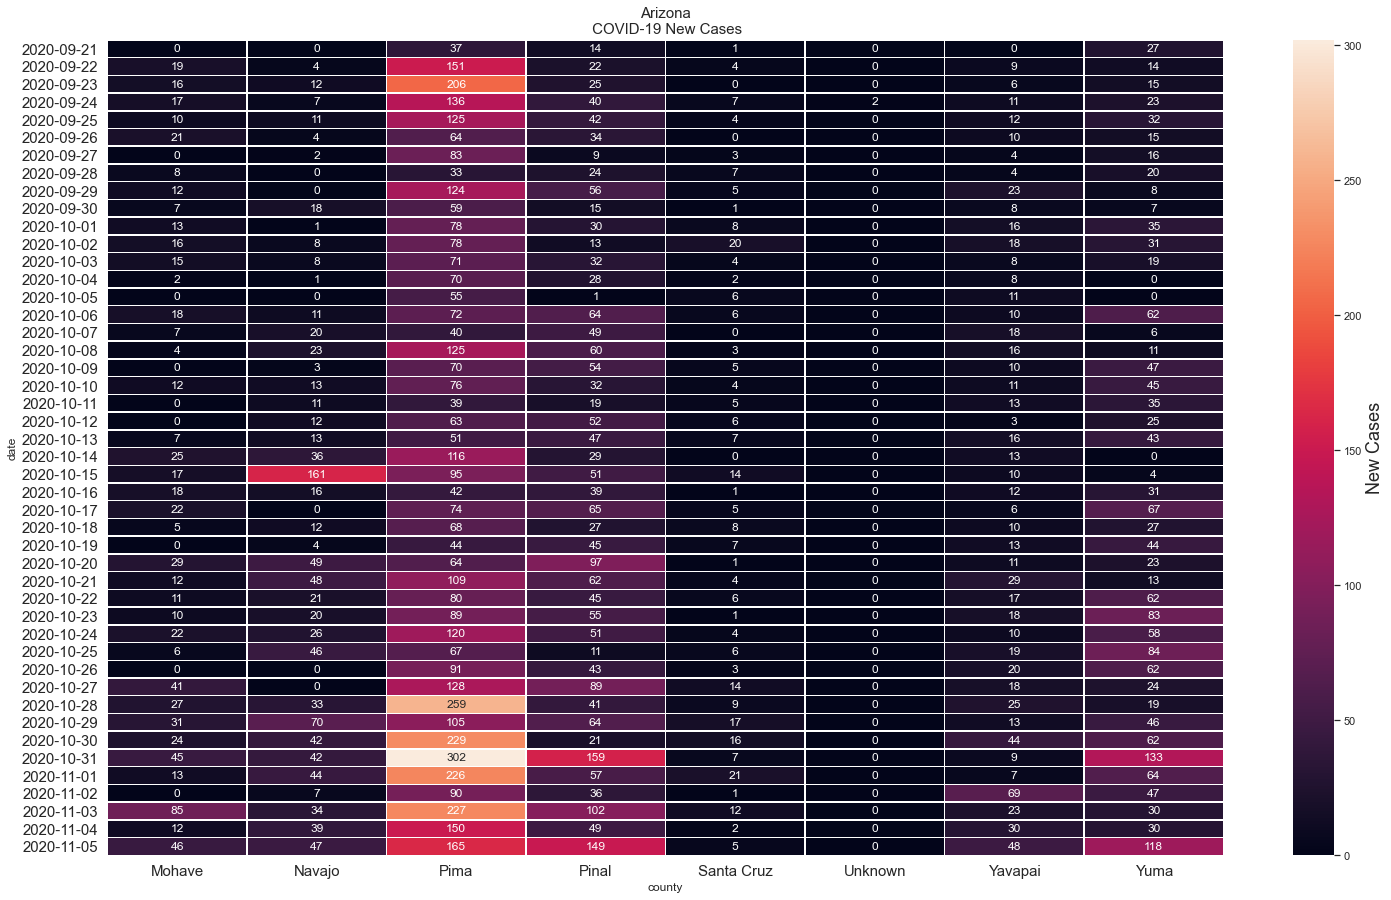 Arizona
COVID-19 New Cases
2020-09-21 0 0 37 14 1 0 0 27
2020-09-22 19 4 151 22 4 0 9 14
2020-09-23 16 12 206 25 0 0 6 15
2020-09-24 17 7 136 40 7 2 11 23
2020-09-25 10 11 125 42 4 0 12 32
2020-09-26 21 4 64 34 0 0 10 15
2020-09-27 0 2 83 9 3 0 4 16
2020-09-28 8 0 33 24 7 0 4 20
2020-09-29 12 0 124 56 5 0 23 8
2020-09-30 7 18 59 15 1 0 8 7
2020-10-01 13 1 78 30 8 0 16 35
2020-10-02 16 8 78 13 20 0 18 31
2020-10-03 15 8 71 32 4 0 8 19
2020-10-04 2 1 70 28 2 0 8 0
2020-10-05 0 0 55 1 6 0 11 0
2020-10-06 18 11 72 64 6 0 10 62
2020-10-07 7 20 40 49 0 0 18 6
2020-10-08 4 23 125 60 3 0 16 11
2020-10-09 0 3 70 54 5 0 10 47
2020-10-10 12 13 76 32 4 0 11 45
2020-10-11 0 11 39 19 5 0 13 35
2020-10-12 0 12 63 52 6 0 3 25
2020-10-13 7 13 51 47 7 0 16 43
2020-10-14 25 36 116 29 0 0 13 0
2020-10-15 17 161 95 51 14 0 10 4
2020-10-16 18 16 42 39 1 0 12 31
2020-10-17 22 0 74 65 5 0 6 67
2020-10-18 5 12 68 27 8 0 10 27
2020-10-19 0 4 44 45 7 0 13 44
2020-10-20 29 49 64 97 1 0 11 23
2020-10-21 12 48 109 62 4 0 29 13
2020-10-22 11 21 80 45 6 0 17 62
2020-10-23 10 20 89 55 1 0 18 83
2020-10-24 22 26 120 51 4 0 10 58
2020-10-25 6 46 67 11 6 0 19 84
2020-10-26 0 0 91 43 3 0 20 62
2020-10-27 41 0 128 89 14 0 18 24
2020-10-28 27 33 259 41 9 0 25 19
2020-10-29 31 70 105 64 17 0 13 46
2020-10-30 24 42 229 21 16 0 44 62
2020-10-31 45 42 302 159 7 0 9 133
2020-11-01 13 44 226 57 21 0 7 64
2020-11-02 0 7 90 36 1 0 69 47
2020-11-03 85 34 227 102 12 0 23 30
2020-11-04 12 39 150 49 2 0 30 30
2020-11-05 46 47 165 149 5 0 48 118
Mohave Navajo Pima Pinal Santa Cruz Unknown Yavapai Yuma
county
date
300
250
200
150
100
50
0
New Cases